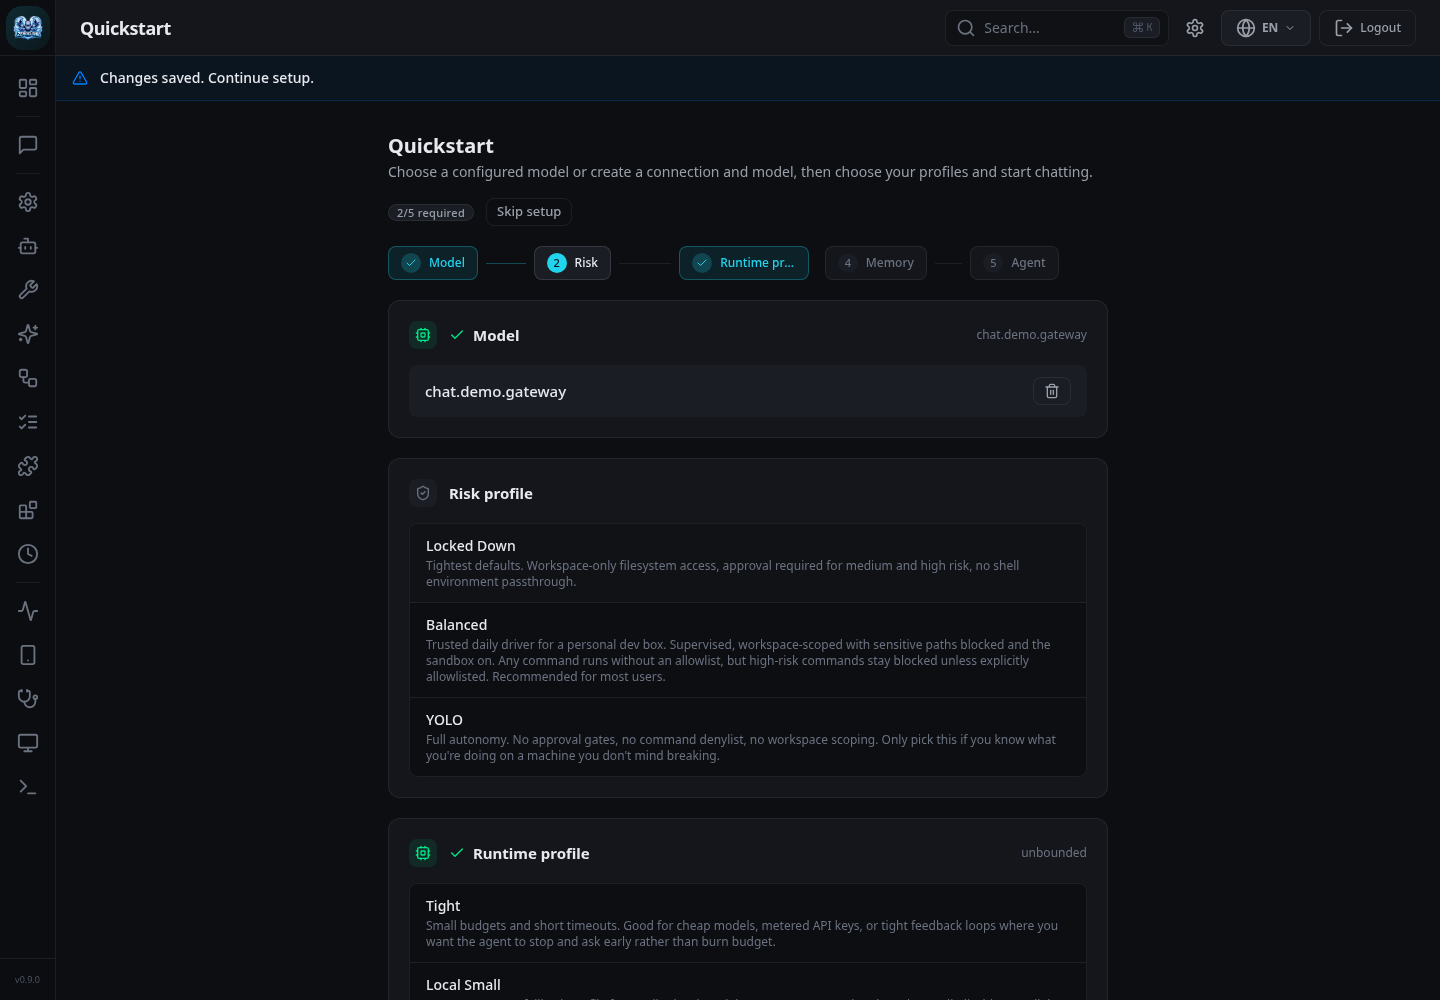 Quickstart
Search...
⌘ K
EN
Logout
Changes saved. Continue setup.
Quickstart
Choose a configured model or create a connection and model, then choose your profiles and start chatting.
2/5 required
Skip setup
Model
2 Risk
Runtime pr...
4 Memory
5 Agent
Model
chat.demo.gateway
chat.demo.gateway
Risk profile
Locked Down
Tightest defaults. Workspace-only filesystem access, approval required for medium and high risk, no shell
environment passthrough.
Balanced
Trusted daily driver for a personal dev box. Supervised, workspace-scoped with sensitive paths blocked and the
sandbox on. Any command runs without an allowlist, but high-risk commands stay blocked unless explicitly
allowlisted. Recommended for most users.
YOLO
Full autonomy. No approval gates, no command denylist, no workspace scoping. Only pick this if you know what
you're doing on a machine you don't mind breaking.
Runtime profile
unbounded
Tight
Small budgets and short timeouts. Good for cheap models, metered API keys, or tight feedback loops where you
want the agent to stop and ask early rather than burn budget.
Local Small
v0.9.0